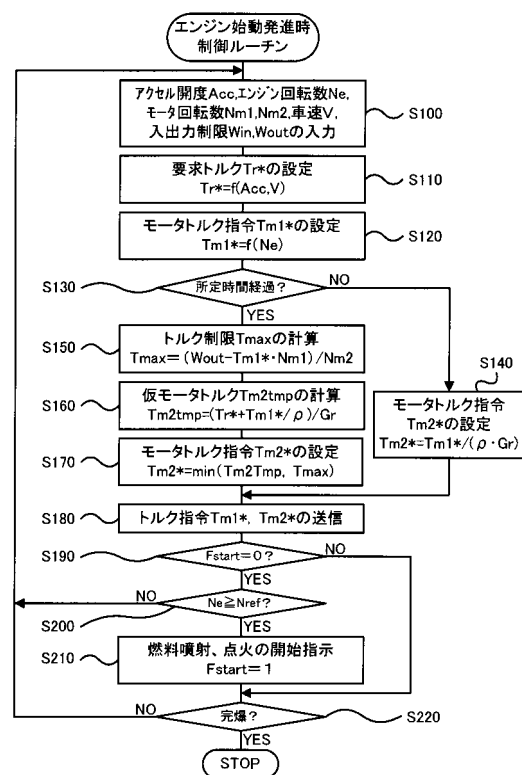 エンジン始動発進時
制御ルーチン
アクセル開度Acc,エンジン回転数Ne,
モータ回転数Nm1,Nm2,車速V,
入出力制限Win,Woutの入力
S100
要求トルクTr*の設定
Tr*=f(Acc,V)
S110
モータトルク指令Tm1*の設定
Tm1*=f(Ne)
S120
S130
所定時間経過?
NO
YES
S150
トルク制限Tmaxの計算
Tmax=(Wout-Tm1*・Nm1)/Nm2
S140
モータトルク指令
Tm2*の設定
Tm2*=Tm1*/(ρ・Gr)
S160
仮モータトルクTm2tmpの計算
Tm2tmp=(Tr*+Tm1*/ρ)/Gr
S170
モータトルク指令Tm2*の設定
Tm2*=min(Tm2Tmp, Tmax)
S180
トルク指令Tm1*, Tm2*の送信
S190
Fstart=0?
NO
YES
NO
Ne≧Nref?
S200
YES
S210
燃料噴射、点火の開始指示
Fstart=1
NO
完爆?
S220
YES
STOP